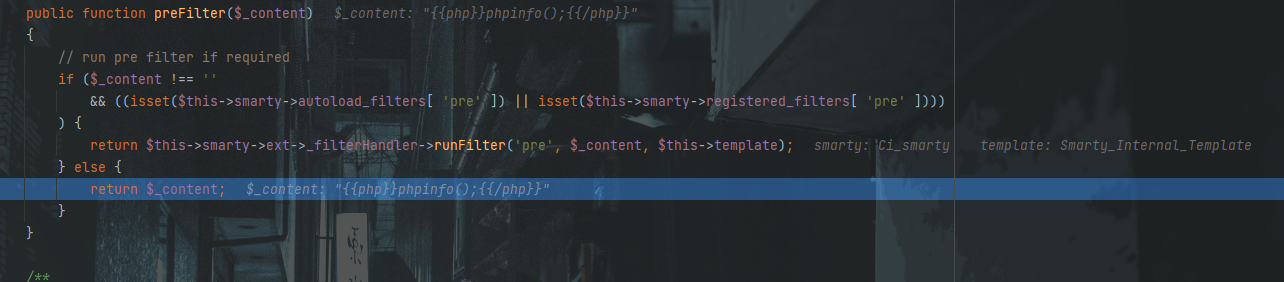 public function preFilter($_content)   $_content: "{{php}}phpinfo();{{/php}}"
{
    // run pre filter if required
    if ($_content !== ''
        && ((isset($this->smarty->autoload_filters[ 'pre' ]) || isset($this->smarty->registered_filters[ 'pre' ])))
    ) {
        return $this->smarty->ext->_filterHandler->runFilter('pre', $_content, $this->template);   smarty: Ci_smarty   template: Smarty_Internal_Template
    } else {
        return $_content;   $_content: "{{php}}phpinfo();{{/php}}"
    }
}
/**